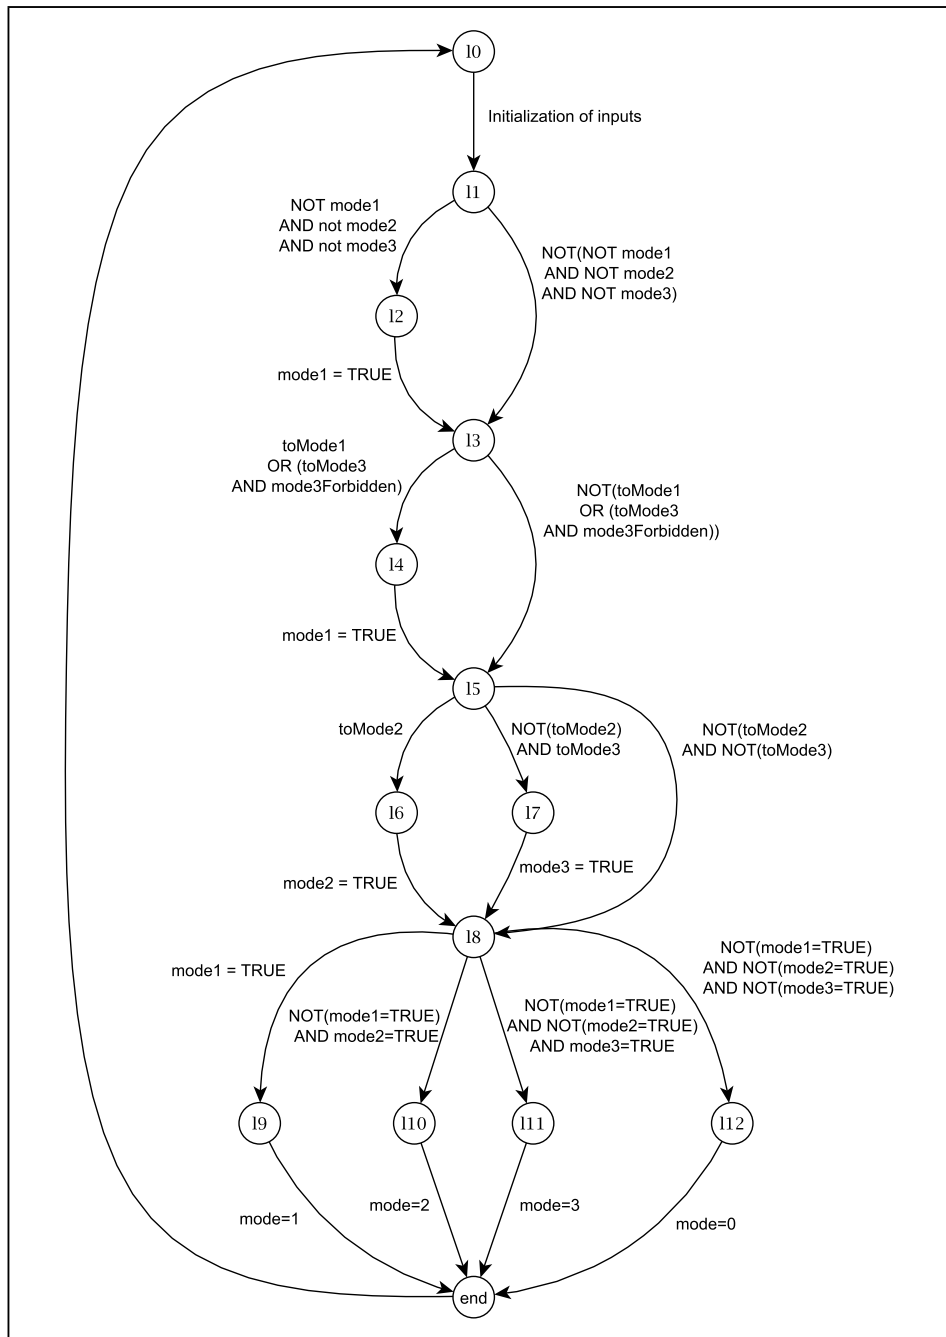 l0
Initialization of inputs
l1
NOT mode1
AND not mode2
AND not mode3
NOT(NOT mode1
AND NOT mode2
AND NOT mode3)
l2
mode1 = TRUE
l3
toMode1
OR (toMode3
AND mode3Forbidden)
NOT(toMode1
OR (toMode3
AND mode3Forbidden))
l4
mode1 = TRUE
l5
toMode2
NOT(toMode2)
AND toMode3
NOT(toMode2
AND NOT(toMode3)
l6
l7
mode2 = TRUE
mode3 = TRUE
l8
mode1 = TRUE
NOT(mode1=TRUE)
AND mode2=TRUE
NOT(mode1=TRUE)
AND NOT(mode2=TRUE)
AND mode3=TRUE
NOT(mode1=TRUE)
AND NOT(mode2=TRUE)
AND NOT(mode3=TRUE)
l9
l10
l11
l12
mode=1
mode=2
mode=3
mode=0
end